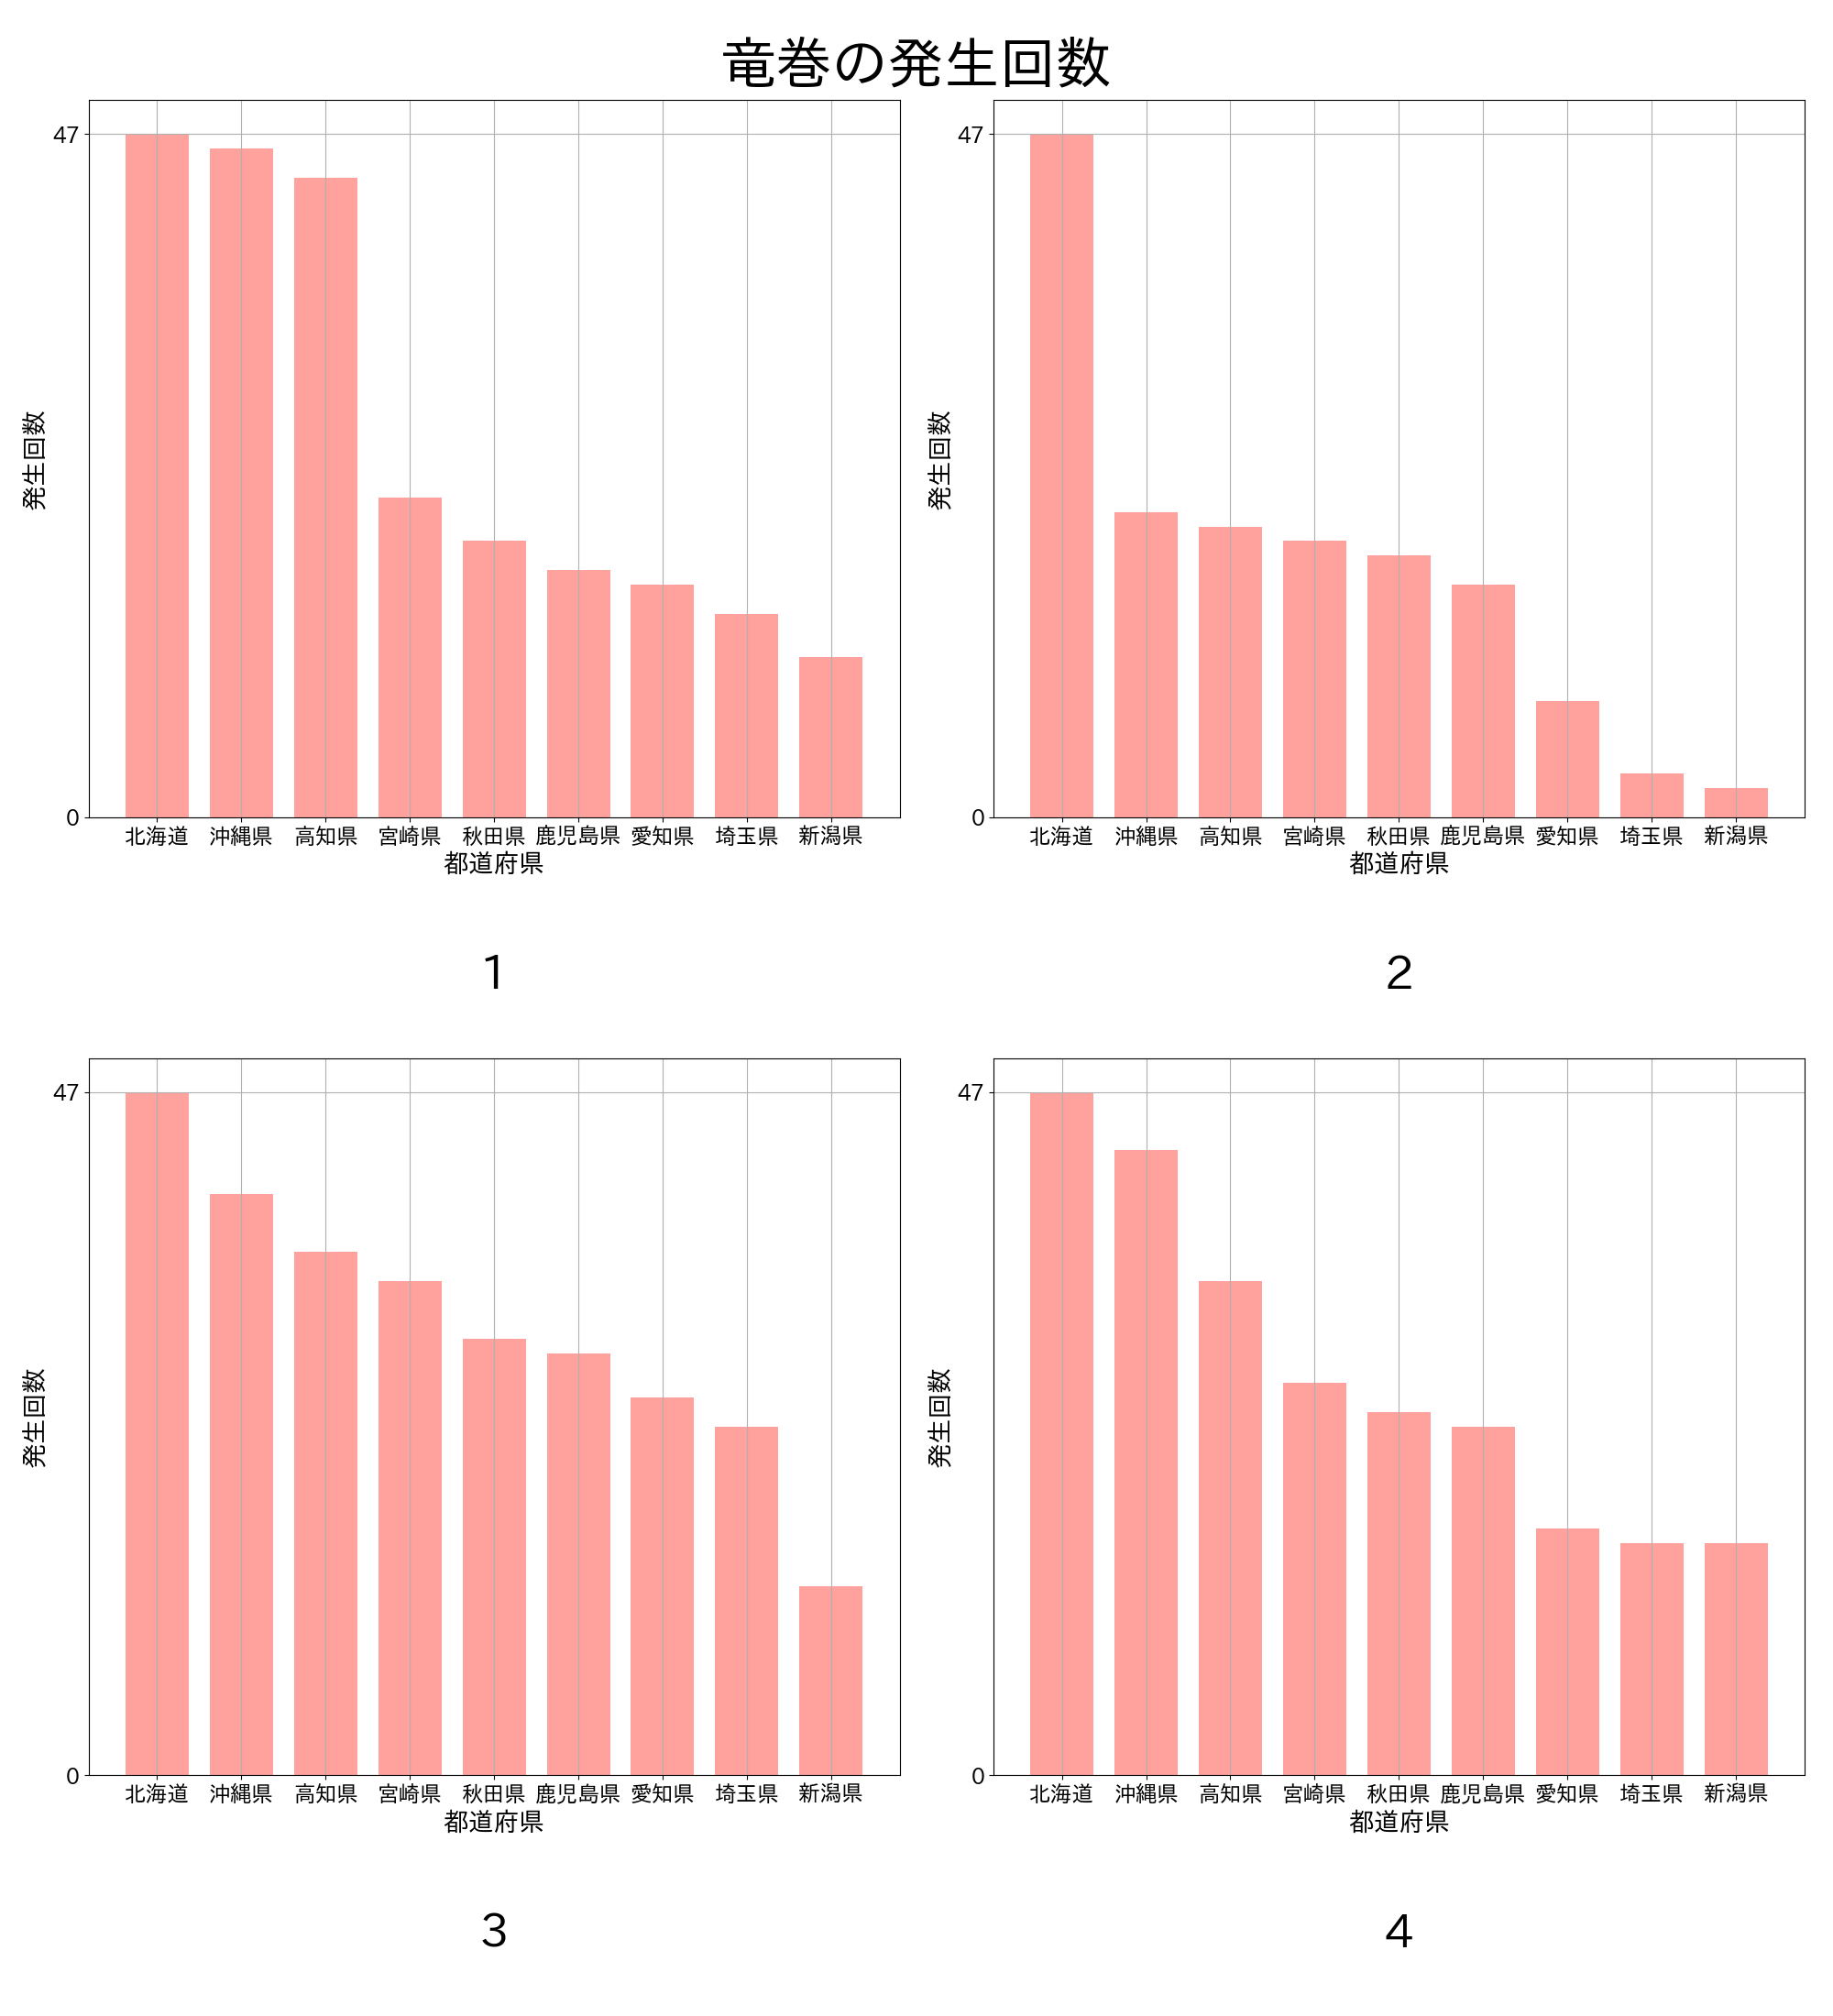 竜巻の発生回数
47
0
発生回数
北海道 沖縄県 高知県 宮崎県 秋田県 鹿児島県 愛知県 埼玉県 新潟県
都道府県
1
47
0
発生回数
北海道 沖縄県 高知県 宮崎県 秋田県 鹿児島県 愛知県 埼玉県 新潟県
都道府県
2
47
0
発生回数
北海道 沖縄県 高知県 宮崎県 秋田県 鹿児島県 愛知県 埼玉県 新潟県
都道府県
3
47
0
発生回数
北海道 沖縄県 高知県 宮崎県 秋田県 鹿児島県 愛知県 埼玉県 新潟県
都道府県
4